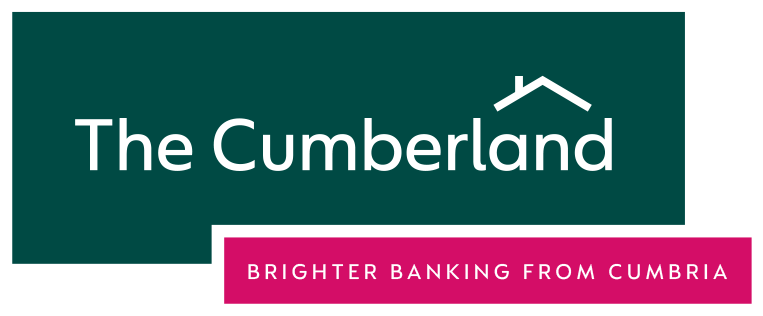 The Cumberland
BRIGHTER BANKING FROM CUMBRIA